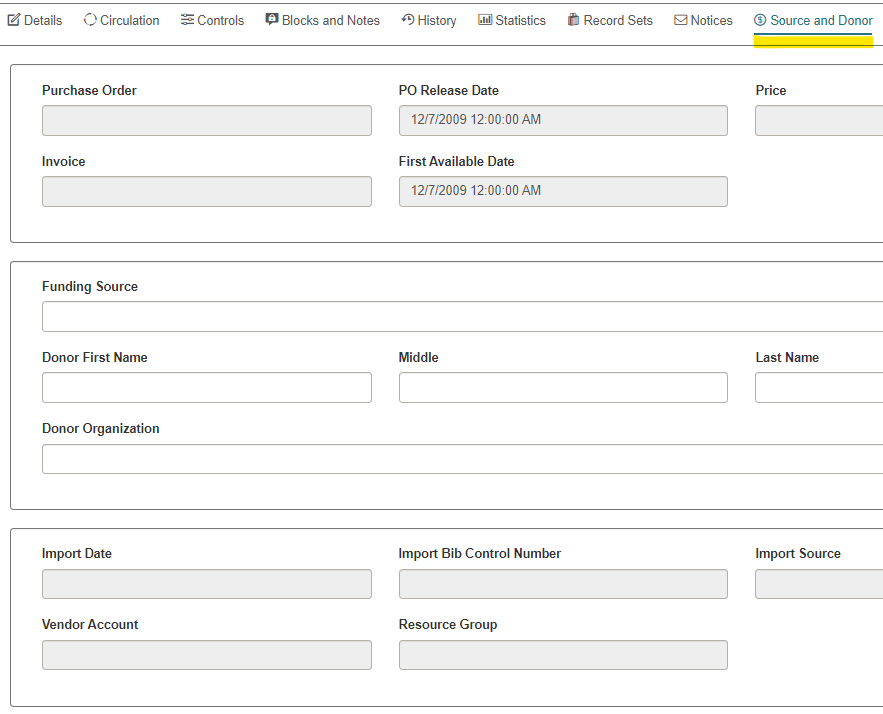 Details Circulation Controls Blocks and Notes History Statistics Record Sets Notices Source and Donor
Purchase Order PO Release Date Price
12/7/2009 12:00:00 AM
Invoice First Available Date
12/7/2009 12:00:00 AM
Funding Source
Donor First Name Middle Last Name
Donor Organization
Import Date Import Bib Control Number Import Source
Vendor Account Resource Group